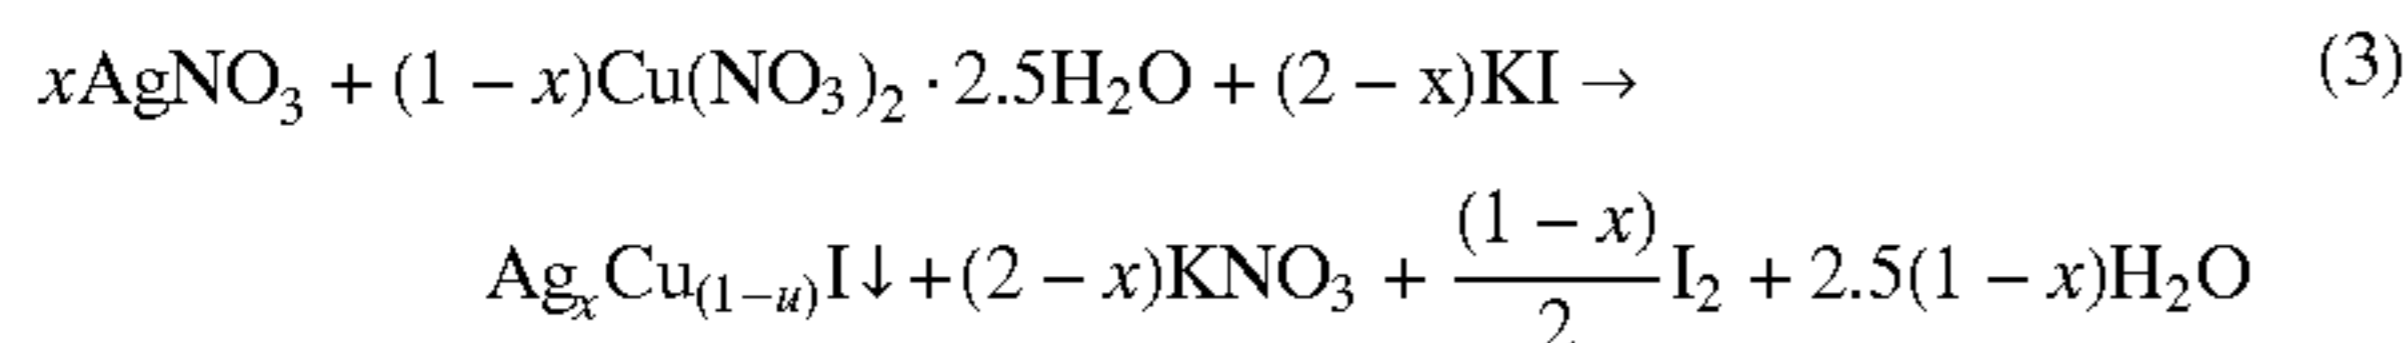 xAgNO₃ + (1 − x)Cu(NO₃)₂ · 2.5H₂O + (2 − x)KI → (3)
AgₓCu₍₁₋ᵤ₎I↓ +(2 − x)KNO₃ + (1 − x)/2 I₂ + 2.5(1 − x)H₂O